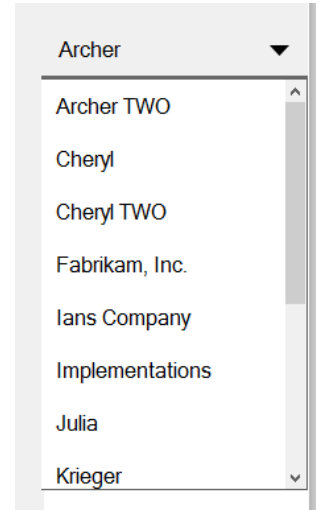 Archer
Archer TWO
Cheryl
Cheryl TWO
Fabrikam, Inc.
Ians Company
Implementations
Julia
Krieger